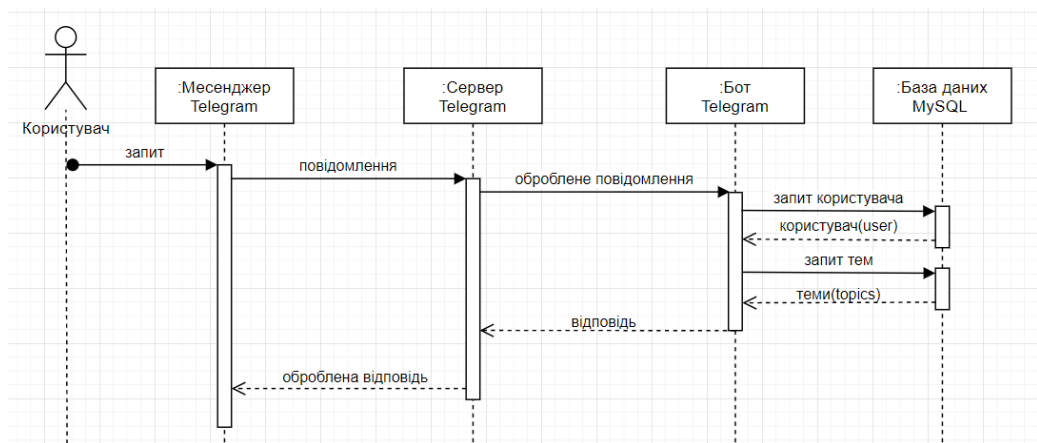 :Месенджер
Telegram
:Сервер
Telegram
:Бот
Telegram
:База даних
MySQL
Користувач
запит
повідомлення
оброблене повідомлення
запит користувача
користувач(user)
запит тем
теми(topics)
відповідь
оброблена відповідь